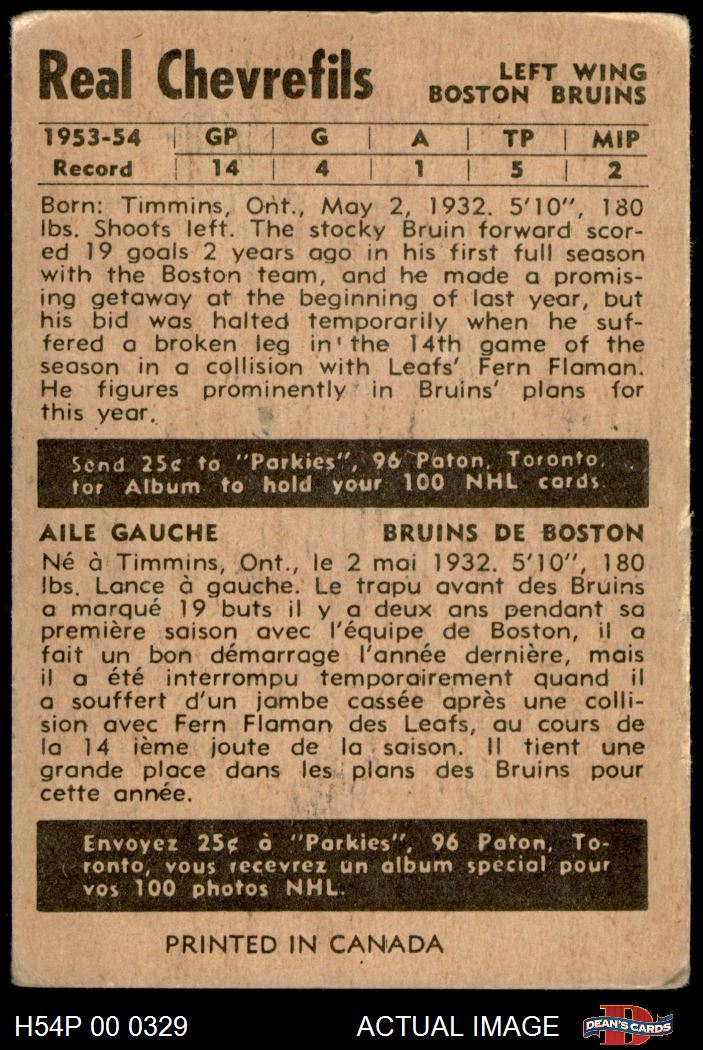 Real Chevrefils
LEFT WING
BOSTON BRUINS
1953-54 | GP | G | A | TP | MIP
Record | 14 | 4 | 1 | 5 | 2
Born: Timmins, Ont., May 2, 1932. 5'10", 180
lbs. Shoots left. The stocky Bruin forward scor-
ed 19 goals 2 years ago in his first full season
with the Boston team, and he made a promis-
ing getaway at the beginning of last year, but
his bid was halted temporarily when he suf-
fered a broken leg in the 14th game of the
season in a collision with Leafs' Fern Flaman.
He figures prominently in Bruins' plans for
this year.
Send 25¢ to "Parkies", 96 Paton, Toronto,
for Album to hold your 100 NHL cards.
AILE GAUCHE BRUINS DE BOSTON
Né à Timmins, Ont., le 2 mai 1932. 5'10", 180
lbs. Lance à gauche. Le trapu avant des Bruins
a marqué 19 buts il y a deux ans pendant sa
première saison avec l'équipe de Boston, il a
fait un bon démarrage l'année dernière, mais
il a été interrompu temporairement quand il
a souffert d'un jambe cassée après une colli-
sion avec Fern Flaman des Leafs, au cours de
la 14 ième joute de la saison. Il tient une
grande place dans les plans des Bruins pour
cette année.
Envoyez 25¢ à "Parkies", 96 Paton, To-
ronto, vous recevrez un album spécial pour
vos 100 photos NHL.
PRINTED IN CANADA
H54P 00 0329 ACTUAL IMAGE
D
DEAN'S CARDS